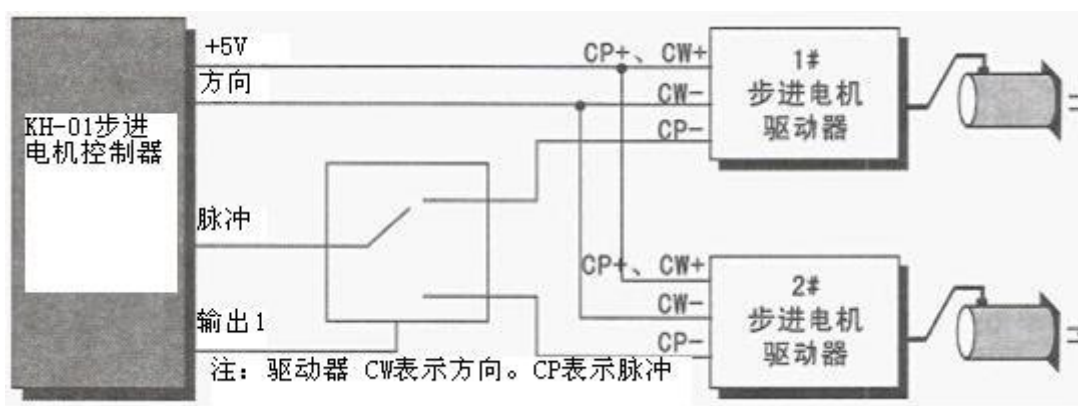 +5V
方向
KH-01步进
电机控制器
脉冲
输出1
CP+、CW+
CW-
CP-
1#
步进电机
驱动器
CP+、CW+
CW-
CP-
2#
步进电机
驱动器
注：驱动器 CW表示方向。CP表示脉冲